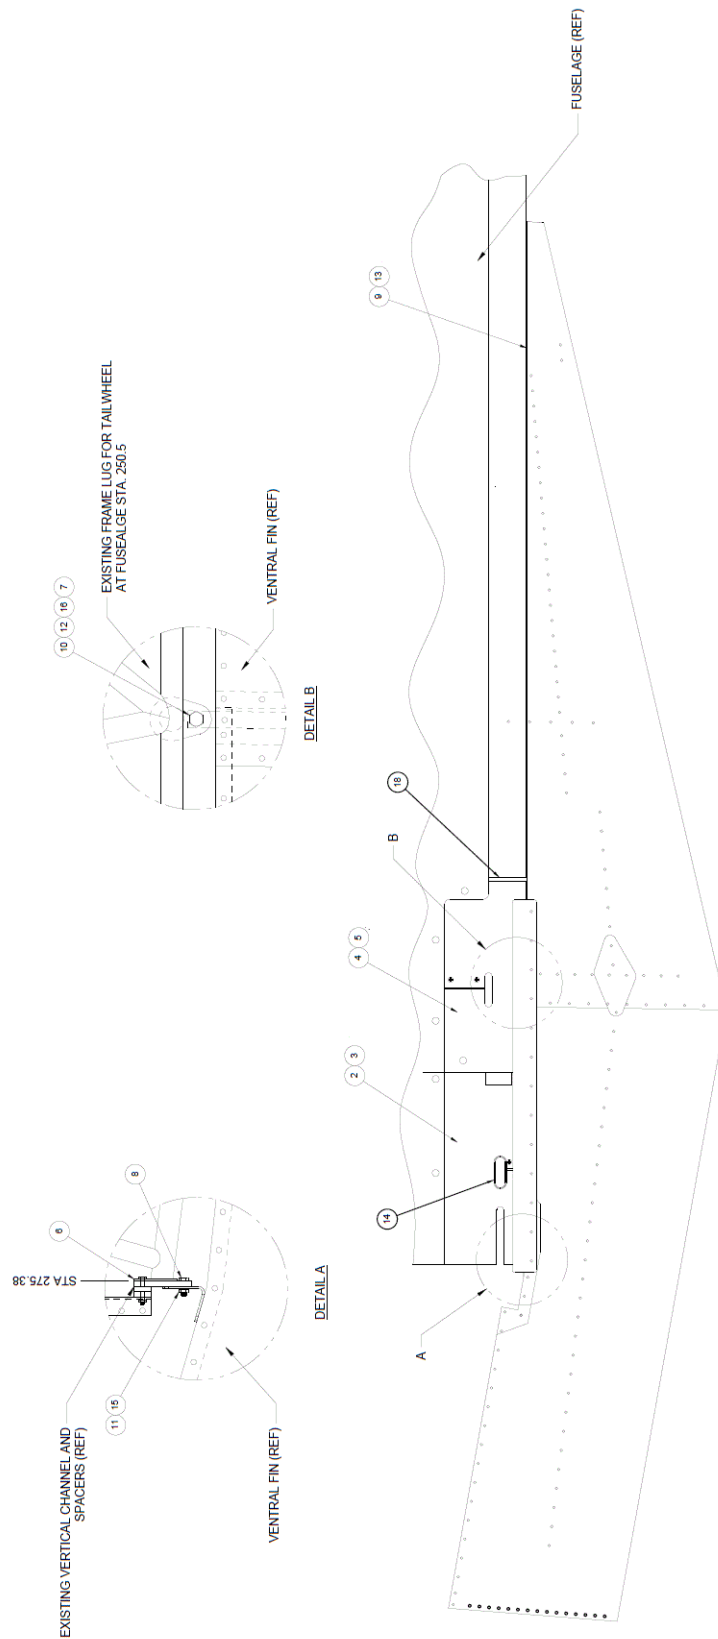 EXISTING VERTICAL CHANNEL AND
SPACERS (REF)
STA 275.38
6
8
11 15
VENTRAL FIN (REF)
DETAIL A
10 12 16 7
EXISTING FRAME LUG FOR TAILWHEEL
AT FUSEALGE STA. 250.5
VENTRAL FIN (REF)
DETAIL B
A
14
2 3
4 5
B
18
9 13
FUSELAGE (REF)